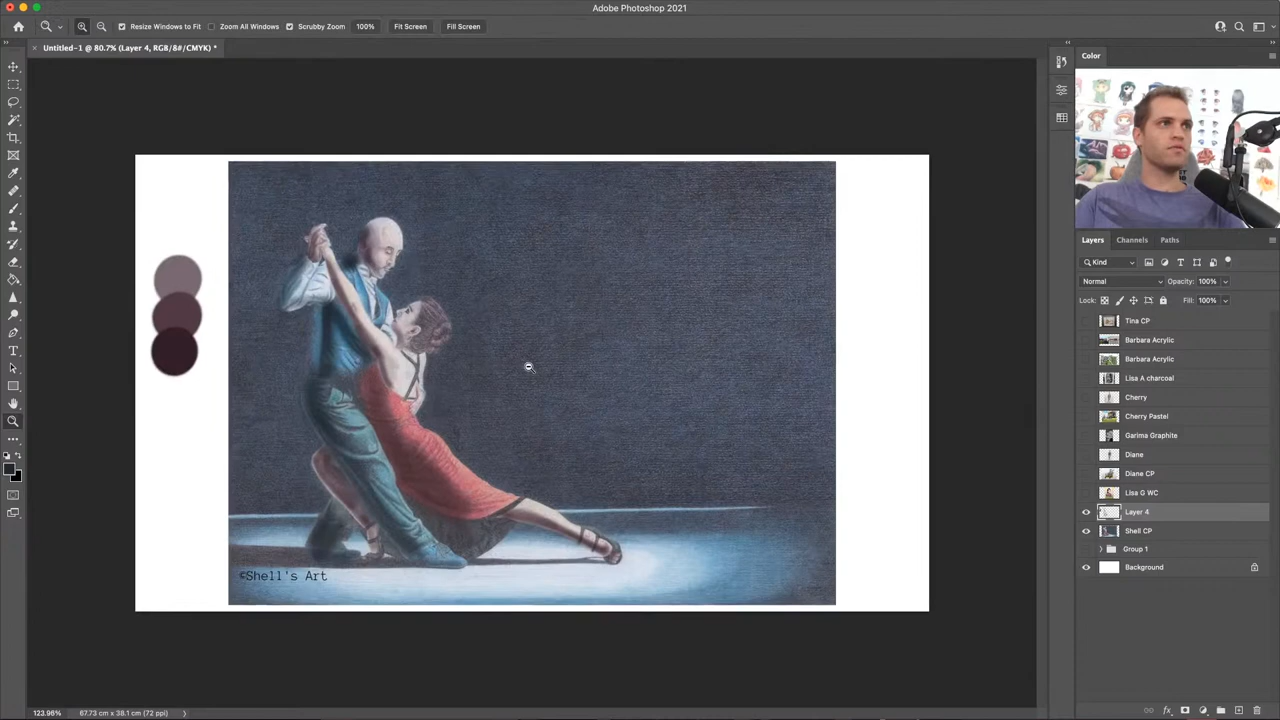 Adobe Photoshop 2021
Resize Windows to Fit
All Windows
Scrubby Zoom
100%
Fit Screen
Fill Screen
Untitled-1 @ 80.7% (Layer 4, RGB/8#/CMYK) *
Color
Layers
Channels
Paths
Kind
Normal
Opacity: 100%
Lock:
Fill: 100%
Tina CP
Barbara Acrylic
Barbara Acrylic
Lisa A charcoal
Cherry
Cherry Pastel
Garima Graphite
Diane
Diane CP
Lisa G WC
Layer 4
Shell CP
Group 1
Background
©Shell's Art
123.96%
67.73 cm x 38.1 cm (72 ppi)